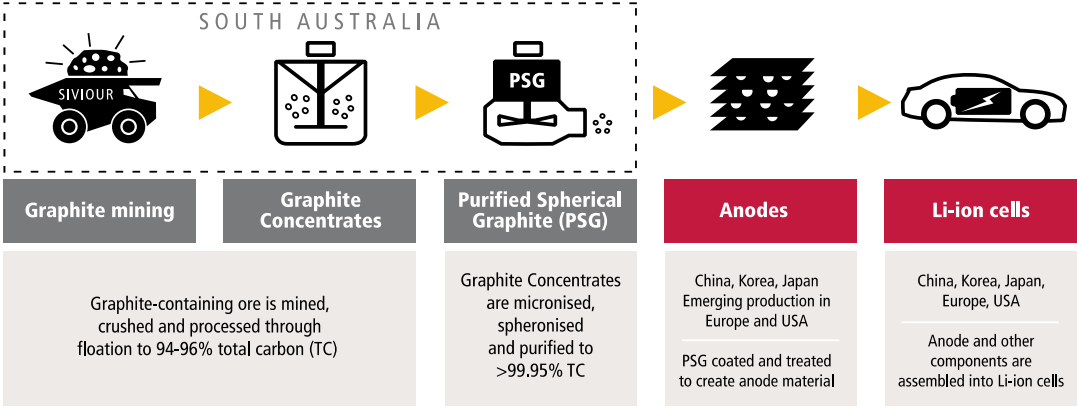 SOUTH AUSTRALIA
SIVIOUR
PSG
Graphite mining
Graphite
Concentrates
Purified Spherical
Graphite (PSG)
Anodes
Li-ion cells
Graphite-containing ore is mined,
crushed and processed through
floation to 94-96% total carbon (TC)
Graphite Concentrates
are micronised,
spheronised
and purified to
>99.95% TC
China, Korea, Japan
Emerging production in
Europe and USA
PSG coated and treated
to create anode material
China, Korea, Japan,
Europe, USA
Anode and other
components are
assembled into Li-ion cells